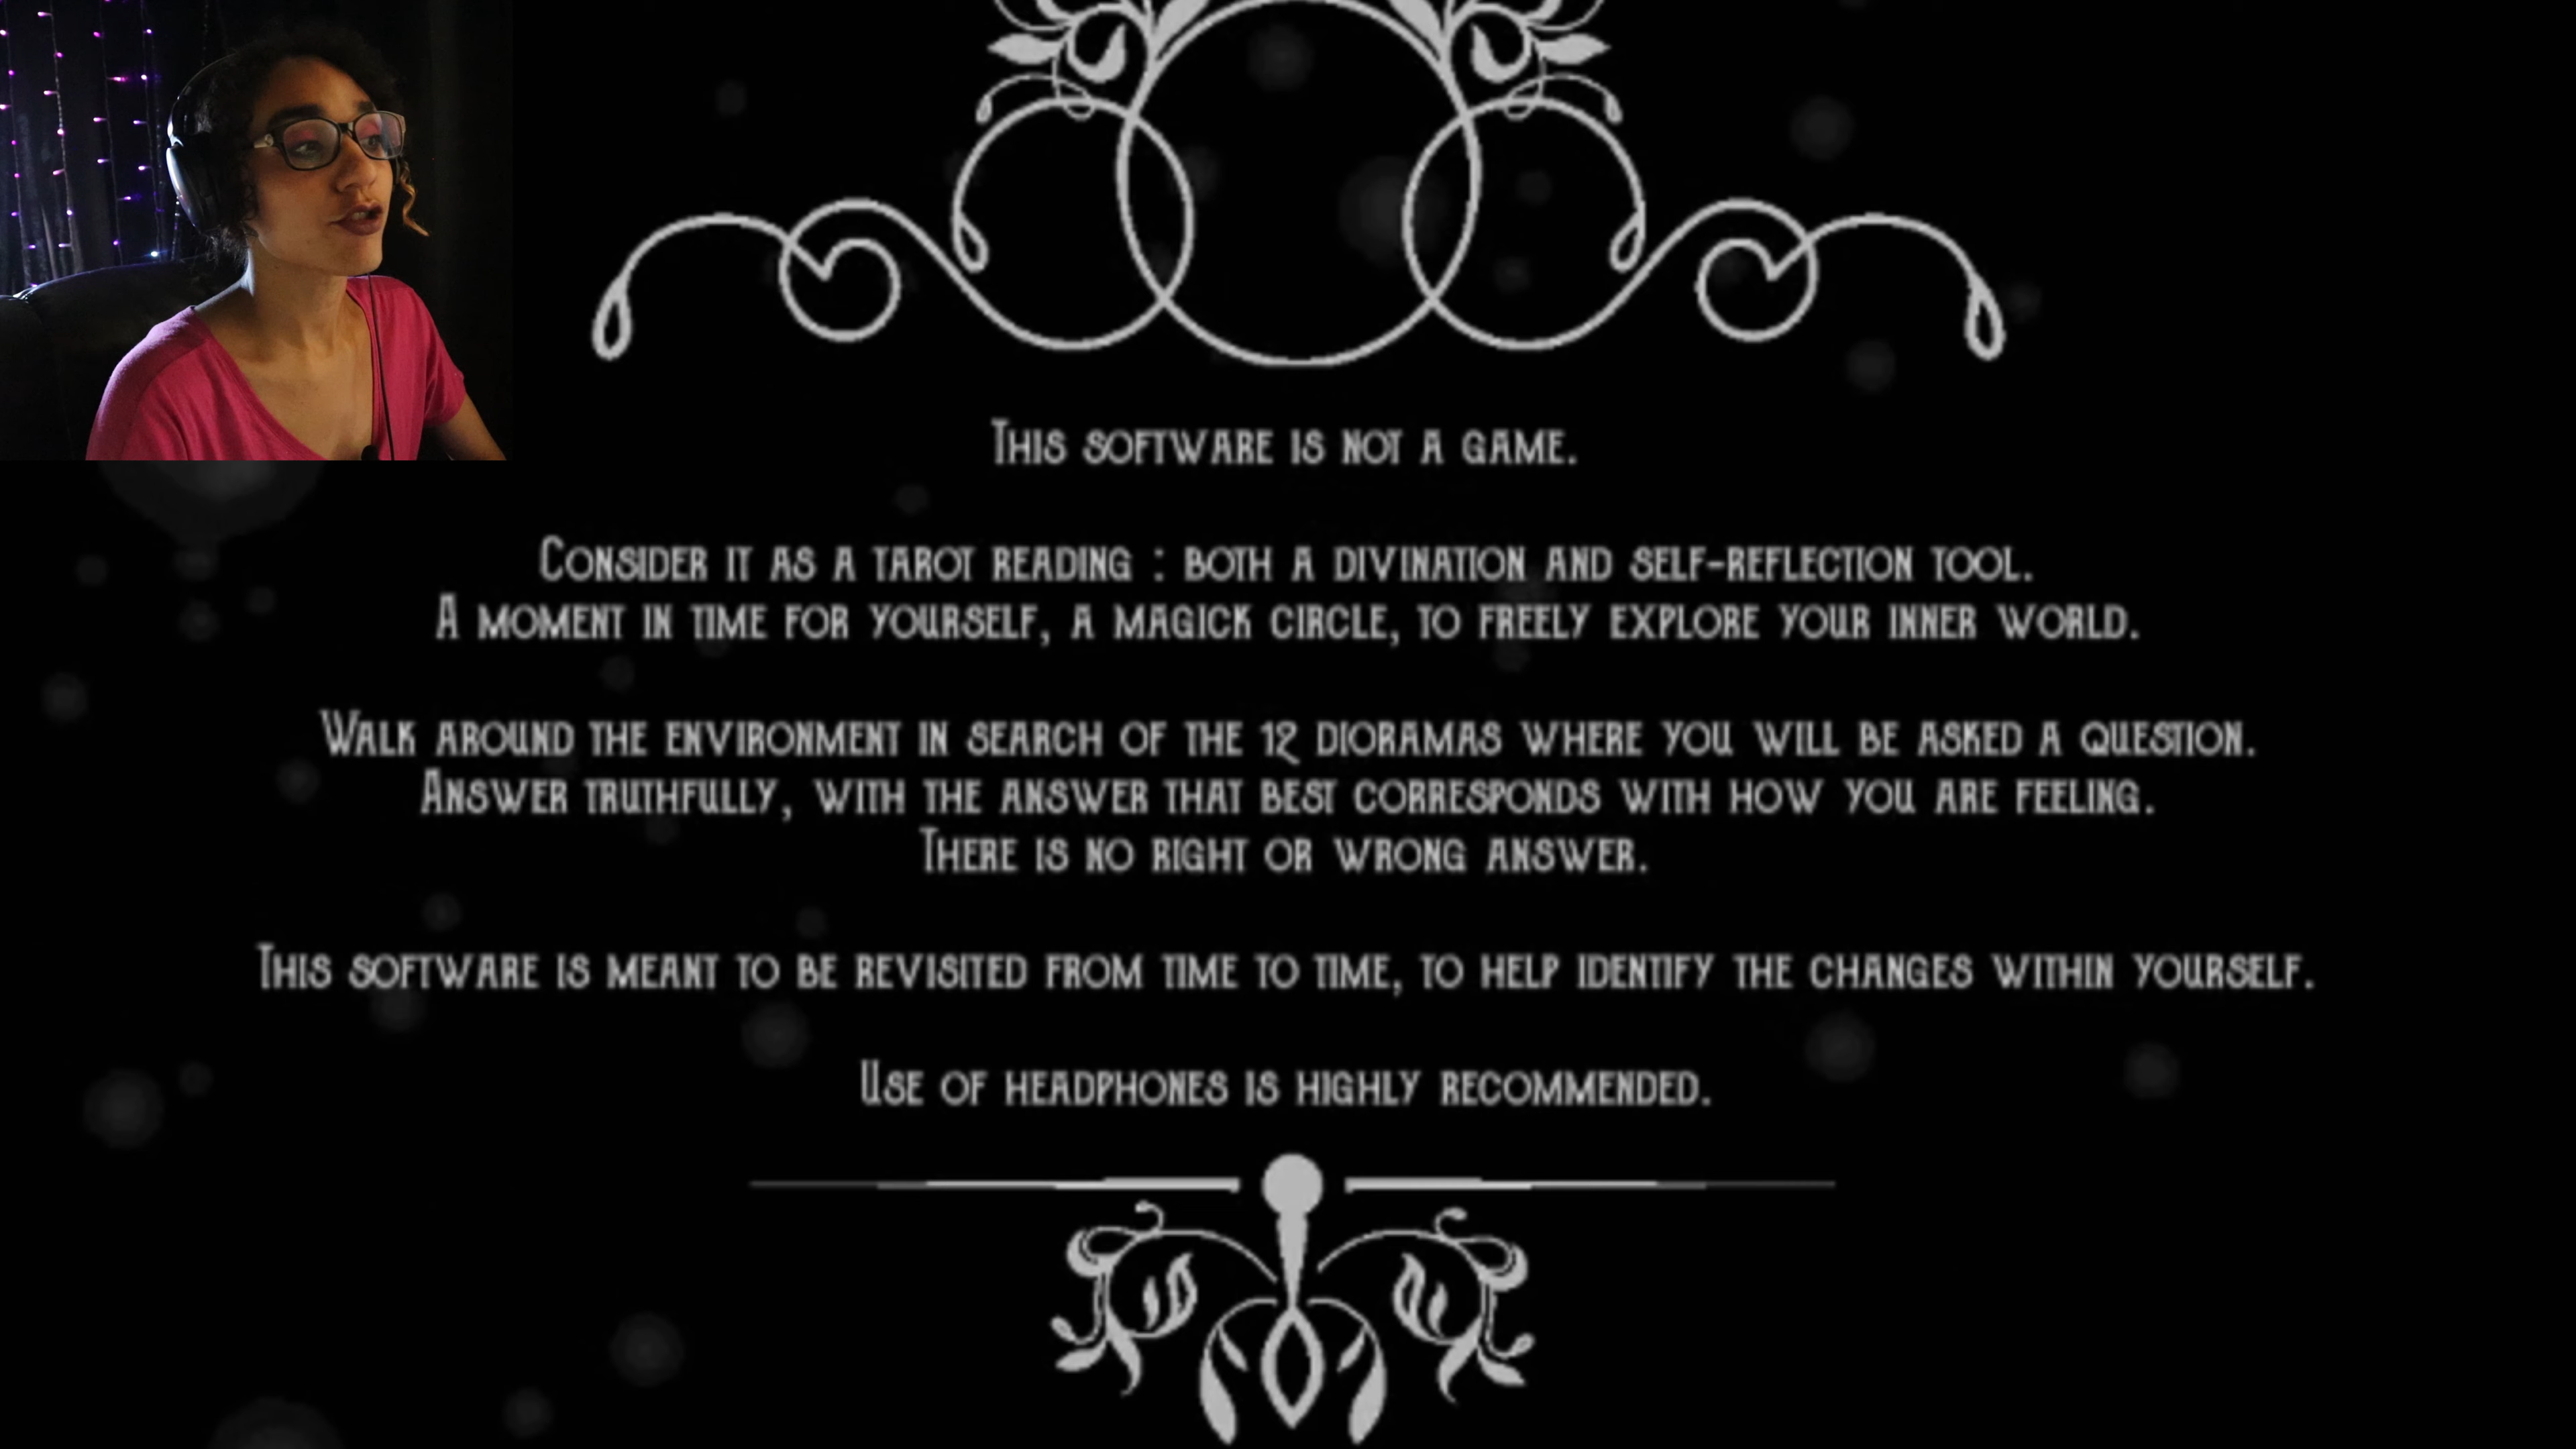 This software is not a game.
Consider it as a tarot reading : both a divination and self-reflection tool.
A moment in time for yourself, a magick circle, to freely explore your inner world.
Walk around the environment in search of the 12 dioramas where you will be asked a question.
Answer truthfully, with the answer that best corresponds with how you are feeling.
There is no right or wrong answer.
This software is meant to be revisited from time to time, to help identify the changes within yourself.
Use of headphones is highly recommended.